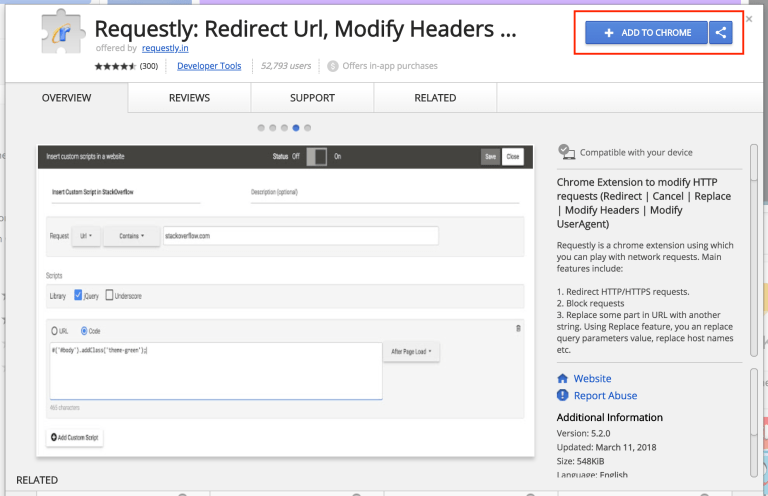 Requestly: Redirect Url, Modify Headers ...
offered by requestly.in
(300) Developer Tools 52,793 users Offers in-app purchases
ADD TO CHROME
OVERVIEW REVIEWS SUPPORT RELATED
Insert custom scripts in a website Status Off On Save Close
Insert Custom Script in StackOverflow Description (optional)
Request Url Contains stackoverflow.com
Scripts
Library jQuery Underscore
URL Code
#('#body').addClass('theme-green'); After Page Load
characters
Add Custom Script
Compatible with your device
Chrome Extension to modify HTTP
requests (Redirect | Cancel | Replace
| Modify Headers | Modify
UserAgent)
Requestly is a chrome extension using which
you can play with network requests. Main
features include:
1. Redirect HTTP/HTTPS requests.
2. Block requests
3. Replace some part in URL with another
string. Using Replace feature, you an replace
query parameters value, replace host names
etc.
Website
Report Abuse
Additional Information
Version: 5.2.0
Updated: March 11, 2018
Size: 548KiB
Language: English
RELATED